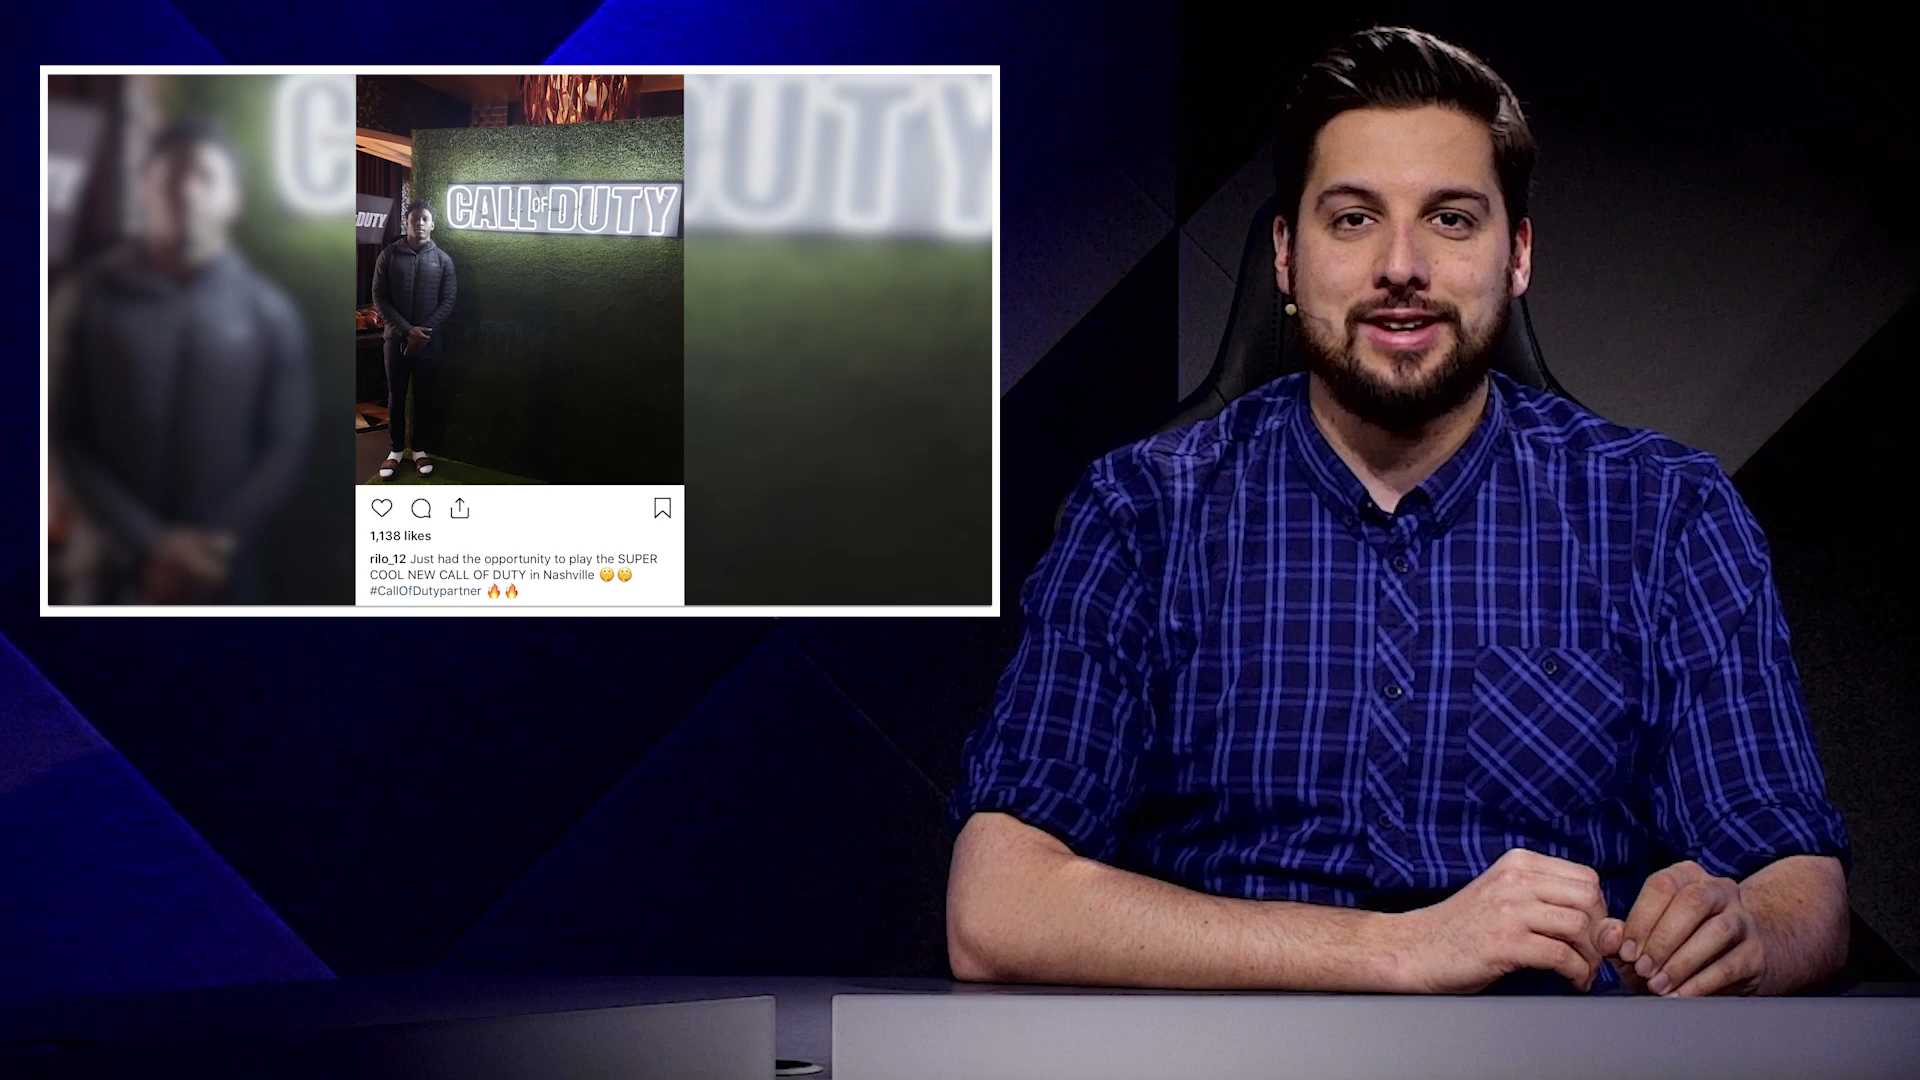 C
UTY
DUTY
CALL OF DUTY
1,138 likes
rilo_12 Just had the opportunity to play the SUPER
COOL NEW CALL OF DUTY in Nashville 🤫🤫
#CallOfDutypartner 🔥🔥